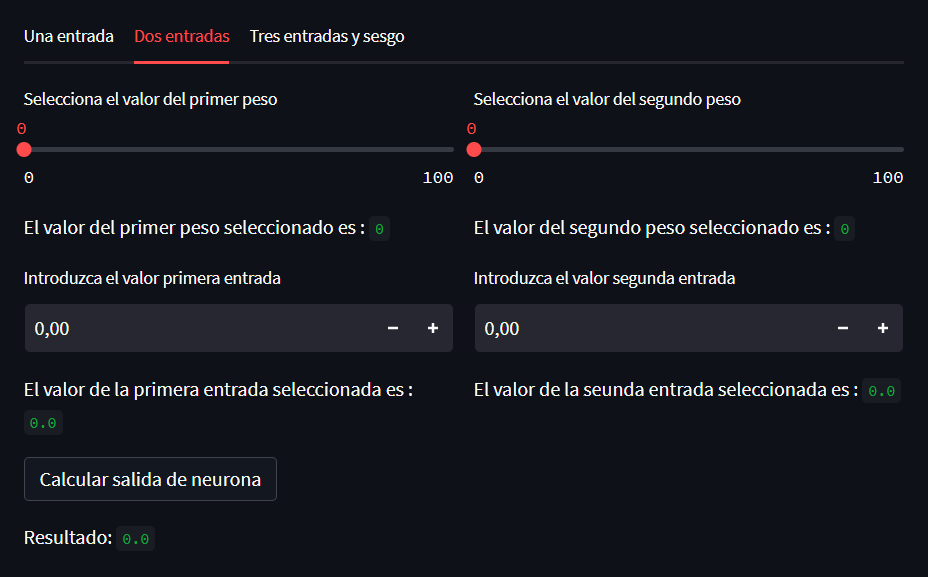 Una entrada Dos entradas Tres entradas y sesgo
Selecciona el valor del primer peso
0
0 100
El valor del primer peso seleccionado es : 0
Introduzca el valor primera entrada
0,00 − +
El valor de la primera entrada seleccionada es :
0.0
Selecciona el valor del segundo peso
0
0 100
El valor del segundo peso seleccionado es : 0
Introduzca el valor segunda entrada
0,00 − +
El valor de la seunda entrada seleccionada es : 0.0
Calcular salida de neurona
Resultado: 0.0